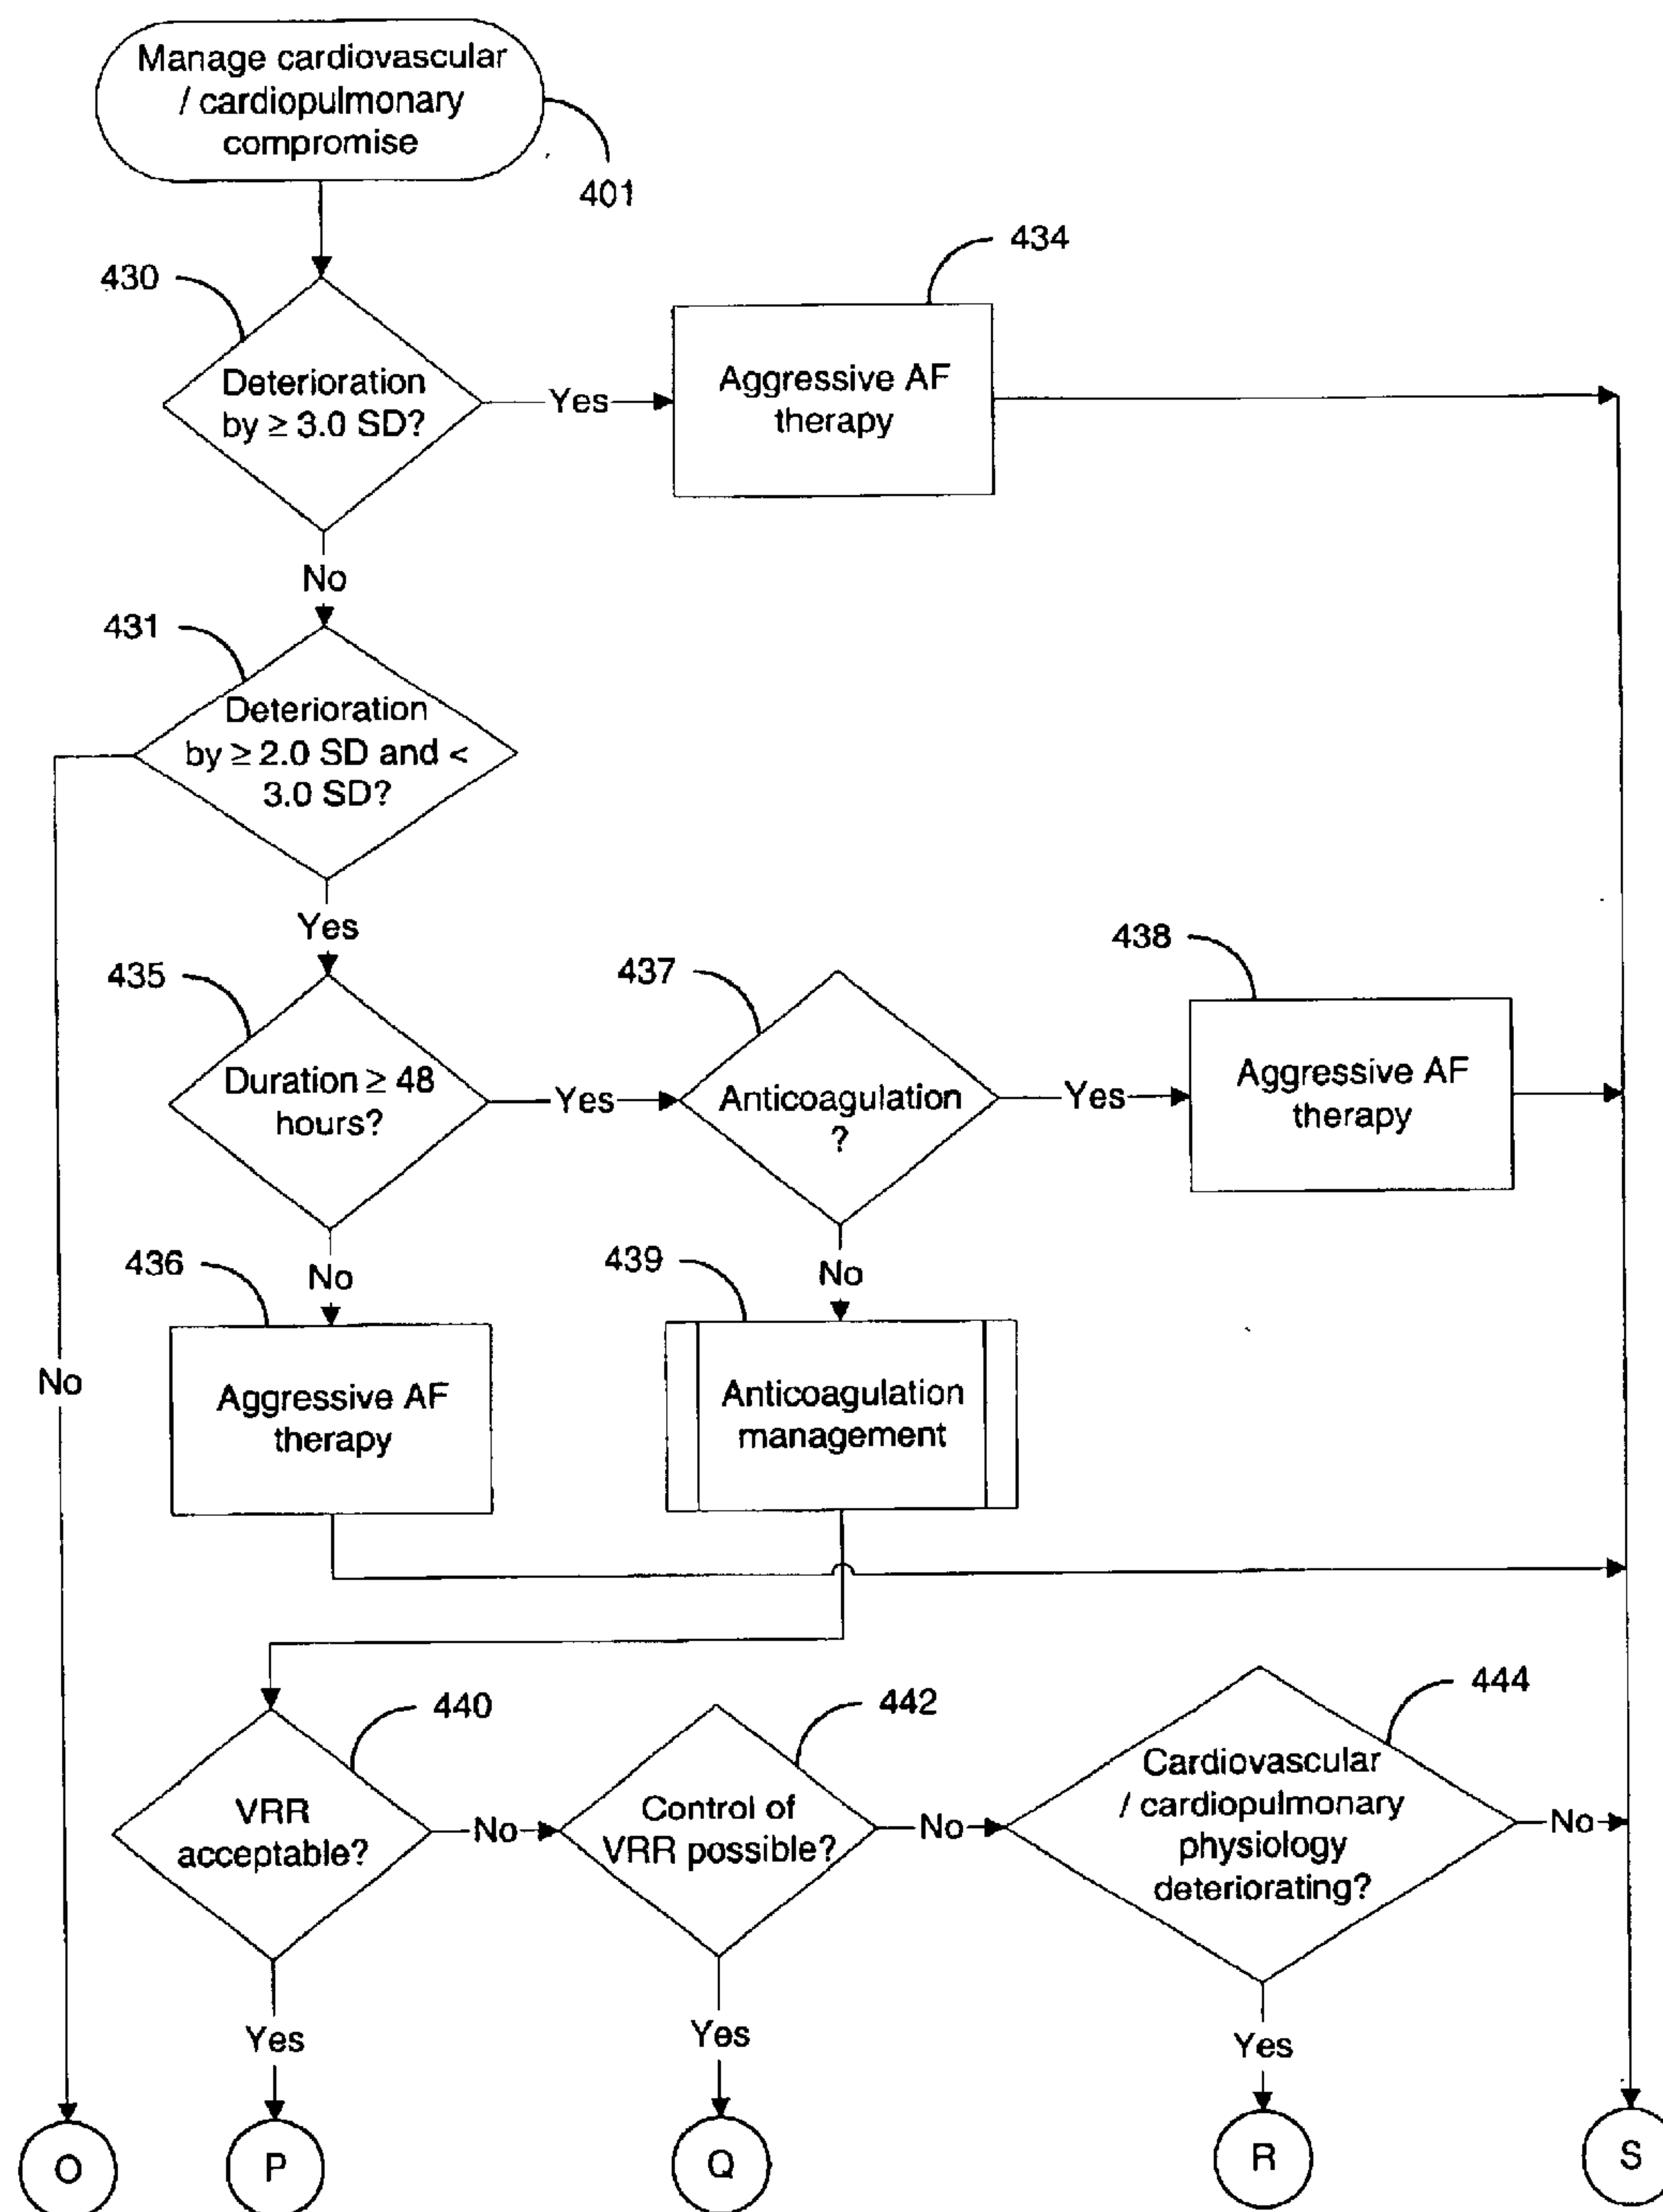 Manage cardiovascular
/ cardiopulmonary
compromise
401
430
434
Deterioration
by ≥ 3.0 SD?
Yes
Aggressive AF
therapy
No
431
Deterioration
by ≥ 2.0 SD and <
3.0 SD?
Yes
435
437
438
Duration ≥ 48
hours?
Yes
Anticoagulation
?
Yes
Aggressive AF
therapy
436
No
439
No
No
Aggressive AF
therapy
Anticoagulation
management
440
442
444
VRR
acceptable?
No
Control of
VRR possible?
No
Cardiovascular
/ cardiopulmonary
physiology
deteriorating?
No
Yes
Yes
Yes
O
P
Q
R
S